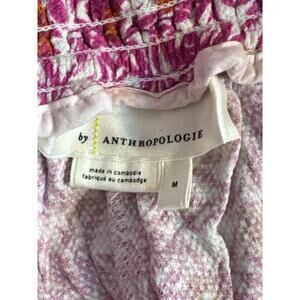 by ANTHROPOLOGIE
made in cambodia
fabriqué au cambodge
M